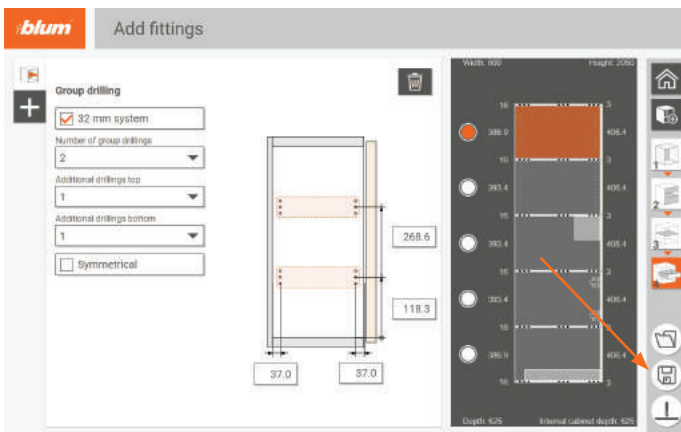 blum
Add fittings
Group drilling
32 mm system
Number of group drillings
2
Additional drillings top
1
Additional drillings bottom
1
Symmetrical
268.6
118.3
37.0
37.0
Width: 600
Height: 2050
16
3
386.9
406.4
16
3
393.4
406.4
16
3
393.4
406.4
16
3
393.4
406.4
16
3
386.9
406.4
16
3
Depth: 625
Internal cabinet depth: 625
1
2
3
4